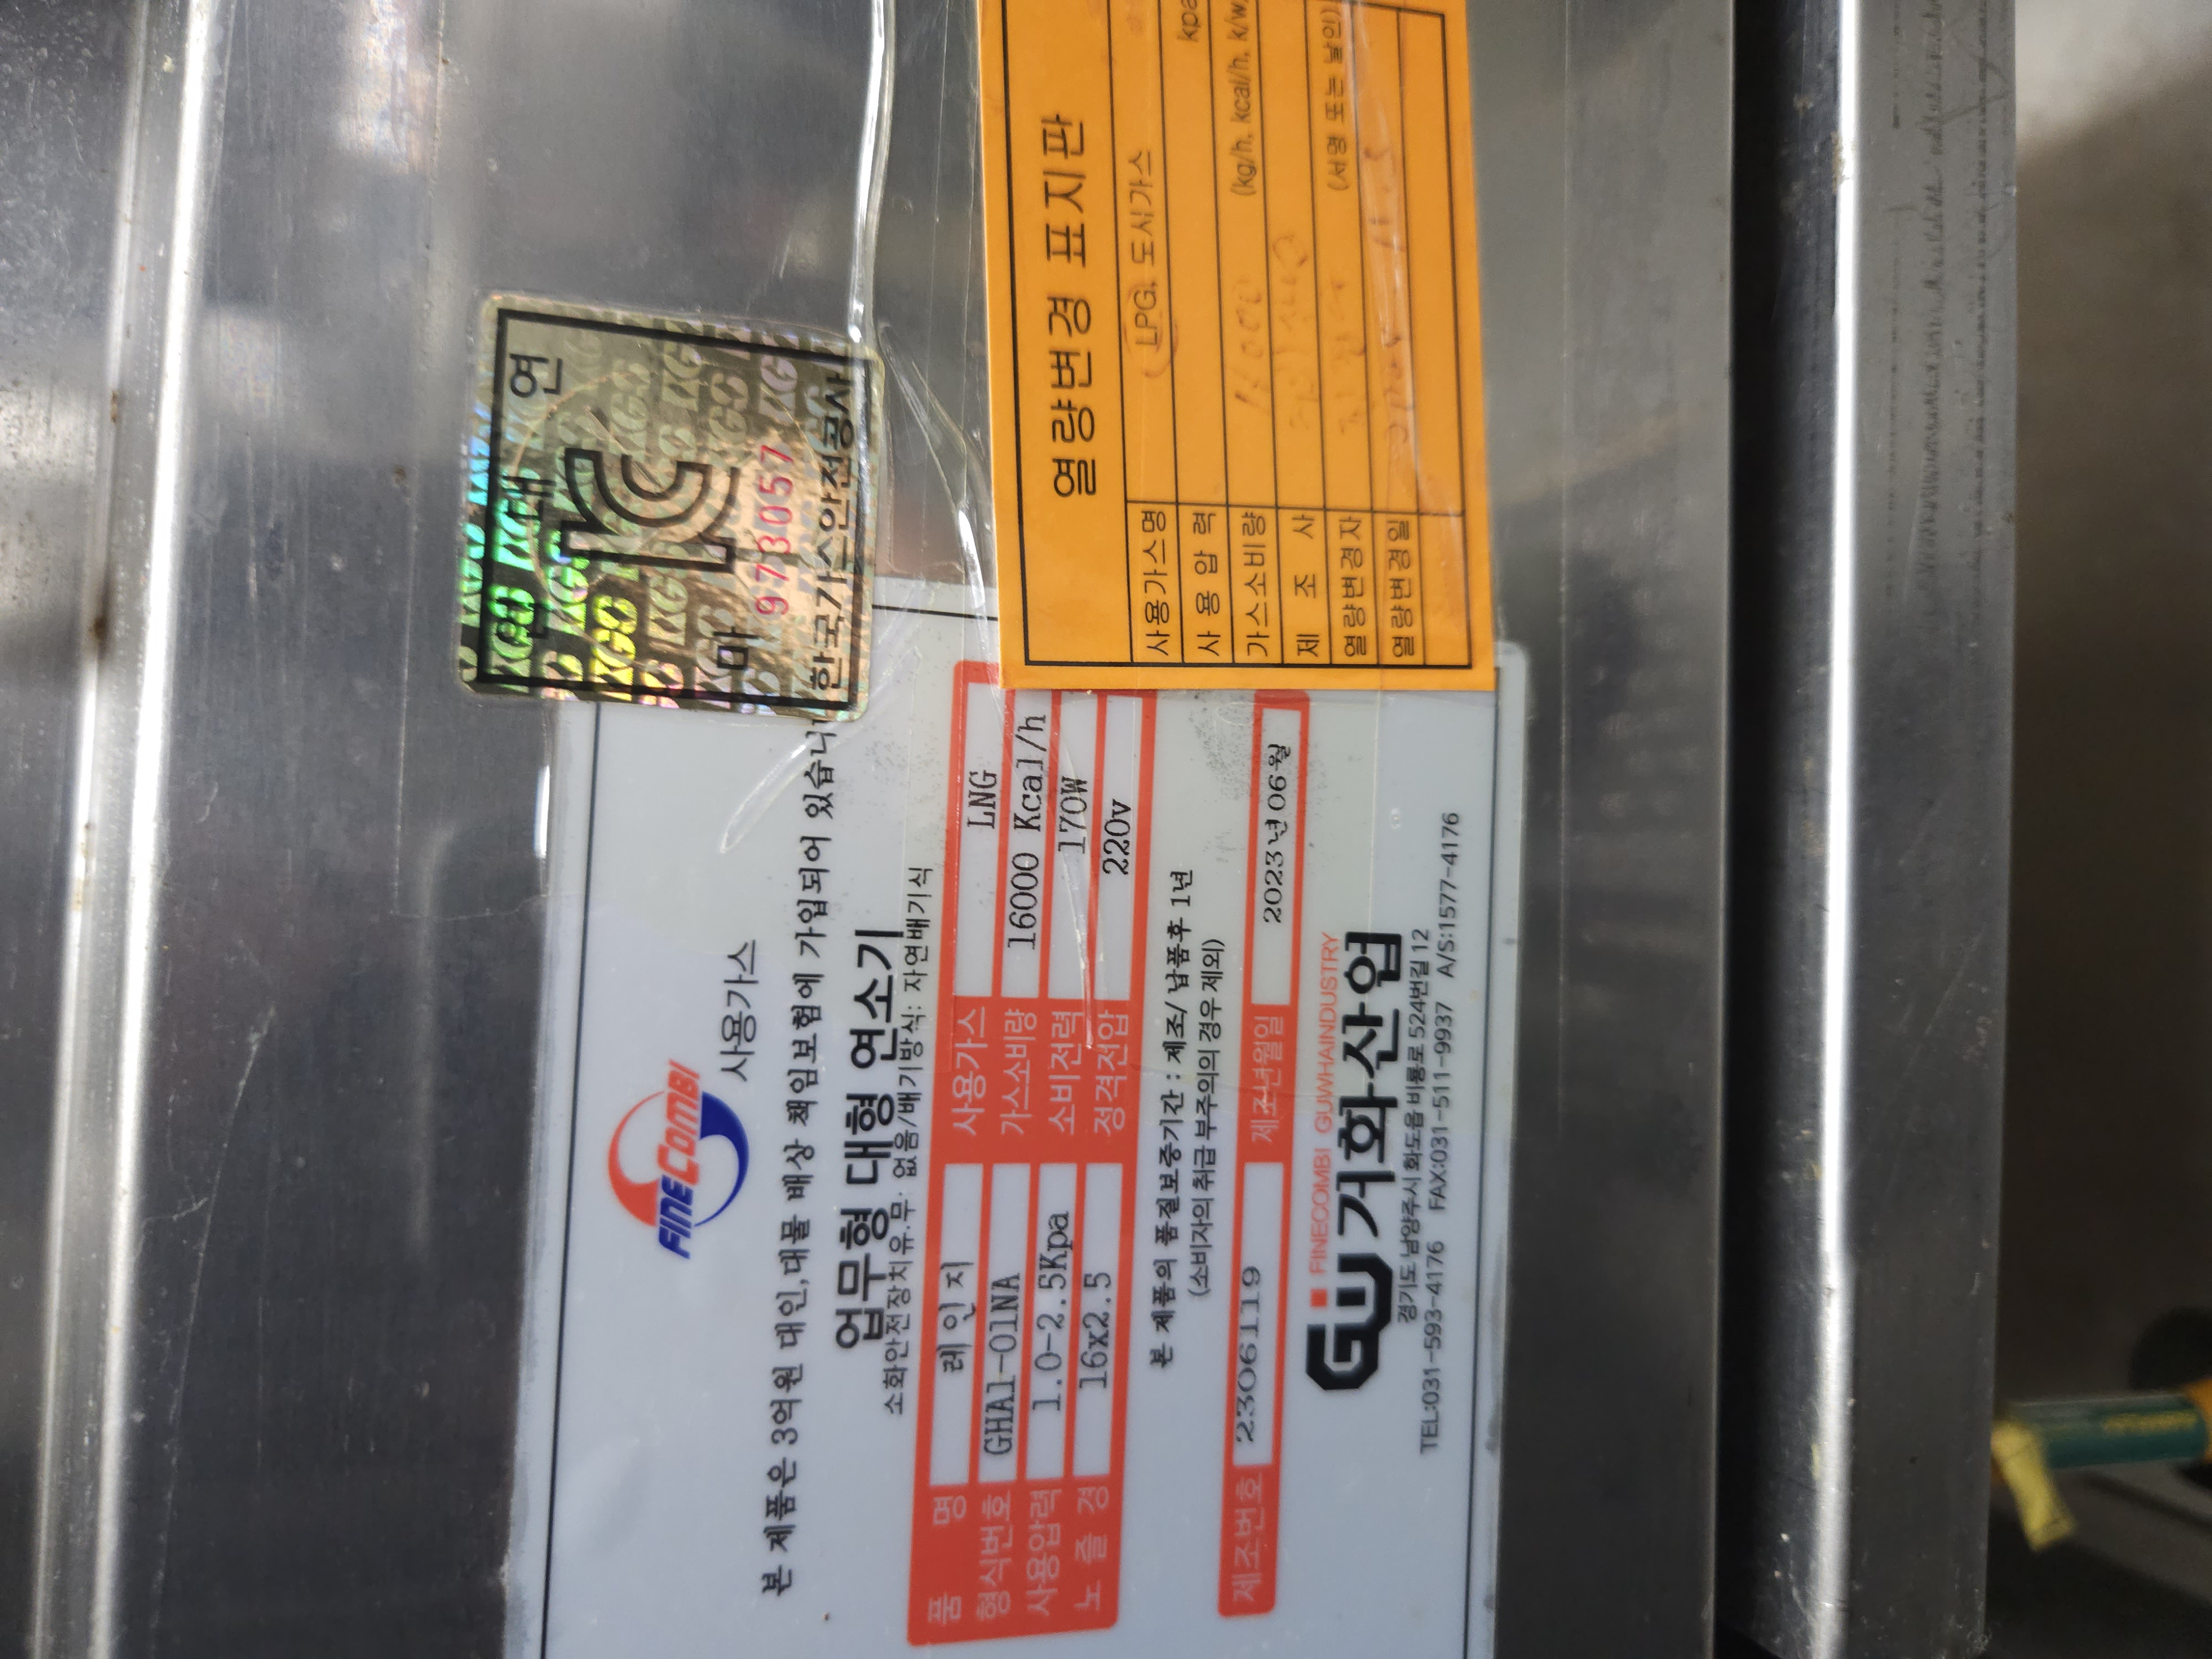 FINECOMBI
사용가스
본 제품은 3억원 대인,대물 배상 책임보험에 가입되어 있습니
업무형 대형 연소기
소화안전장치유·무: 없음/배기방식: 자연배기식
품 명 레인지 사용가스 LNG
형식번호 GHA1-01NA 가스소비량 16000 Kcal/h
사용압력 1.0-2.5Kpa 소비전력 170W
노즐경 16x2.5 정격전압 220v
본 제품의 품질보증기간 : 제조/납품후 1년
(소비자의 취급 부주의의 경우 제외)
제조번호 2306119 제조년월일 2023년06월
GW FINECOMBI GUWHAINDUSTRY
거화산업
경기도 남양주시 화도읍 비룡로 524번길 12
TEL:031-593-4176 FAX:031-511-9937 A/S:1577-4176
연
KC
마
973057
한국가스안전공사
KGS
열량변경 표지판
사용가스명 LPG, 도시가스
사용압력 kpa
가스소비량 (kg/h, kcal/h, k/w
제 조 사
열량변경자 (서명 또는 날인)
열량변경일